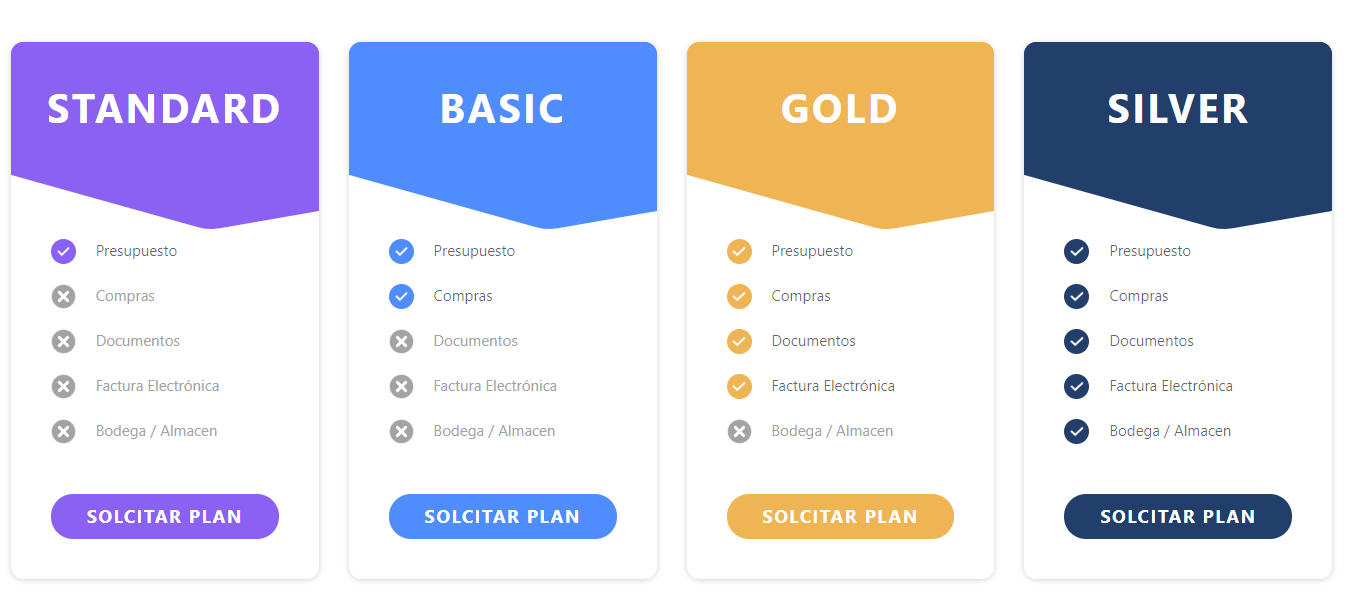 STANDARD
Presupuesto
Compras
Documentos
Factura Electrónica
Bodega / Almacen
SOLCITAR PLAN
BASIC
Presupuesto
Compras
Documentos
Factura Electrónica
Bodega / Almacen
SOLCITAR PLAN
GOLD
Presupuesto
Compras
Documentos
Factura Electrónica
Bodega / Almacen
SOLCITAR PLAN
SILVER
Presupuesto
Compras
Documentos
Factura Electrónica
Bodega / Almacen
SOLCITAR PLAN